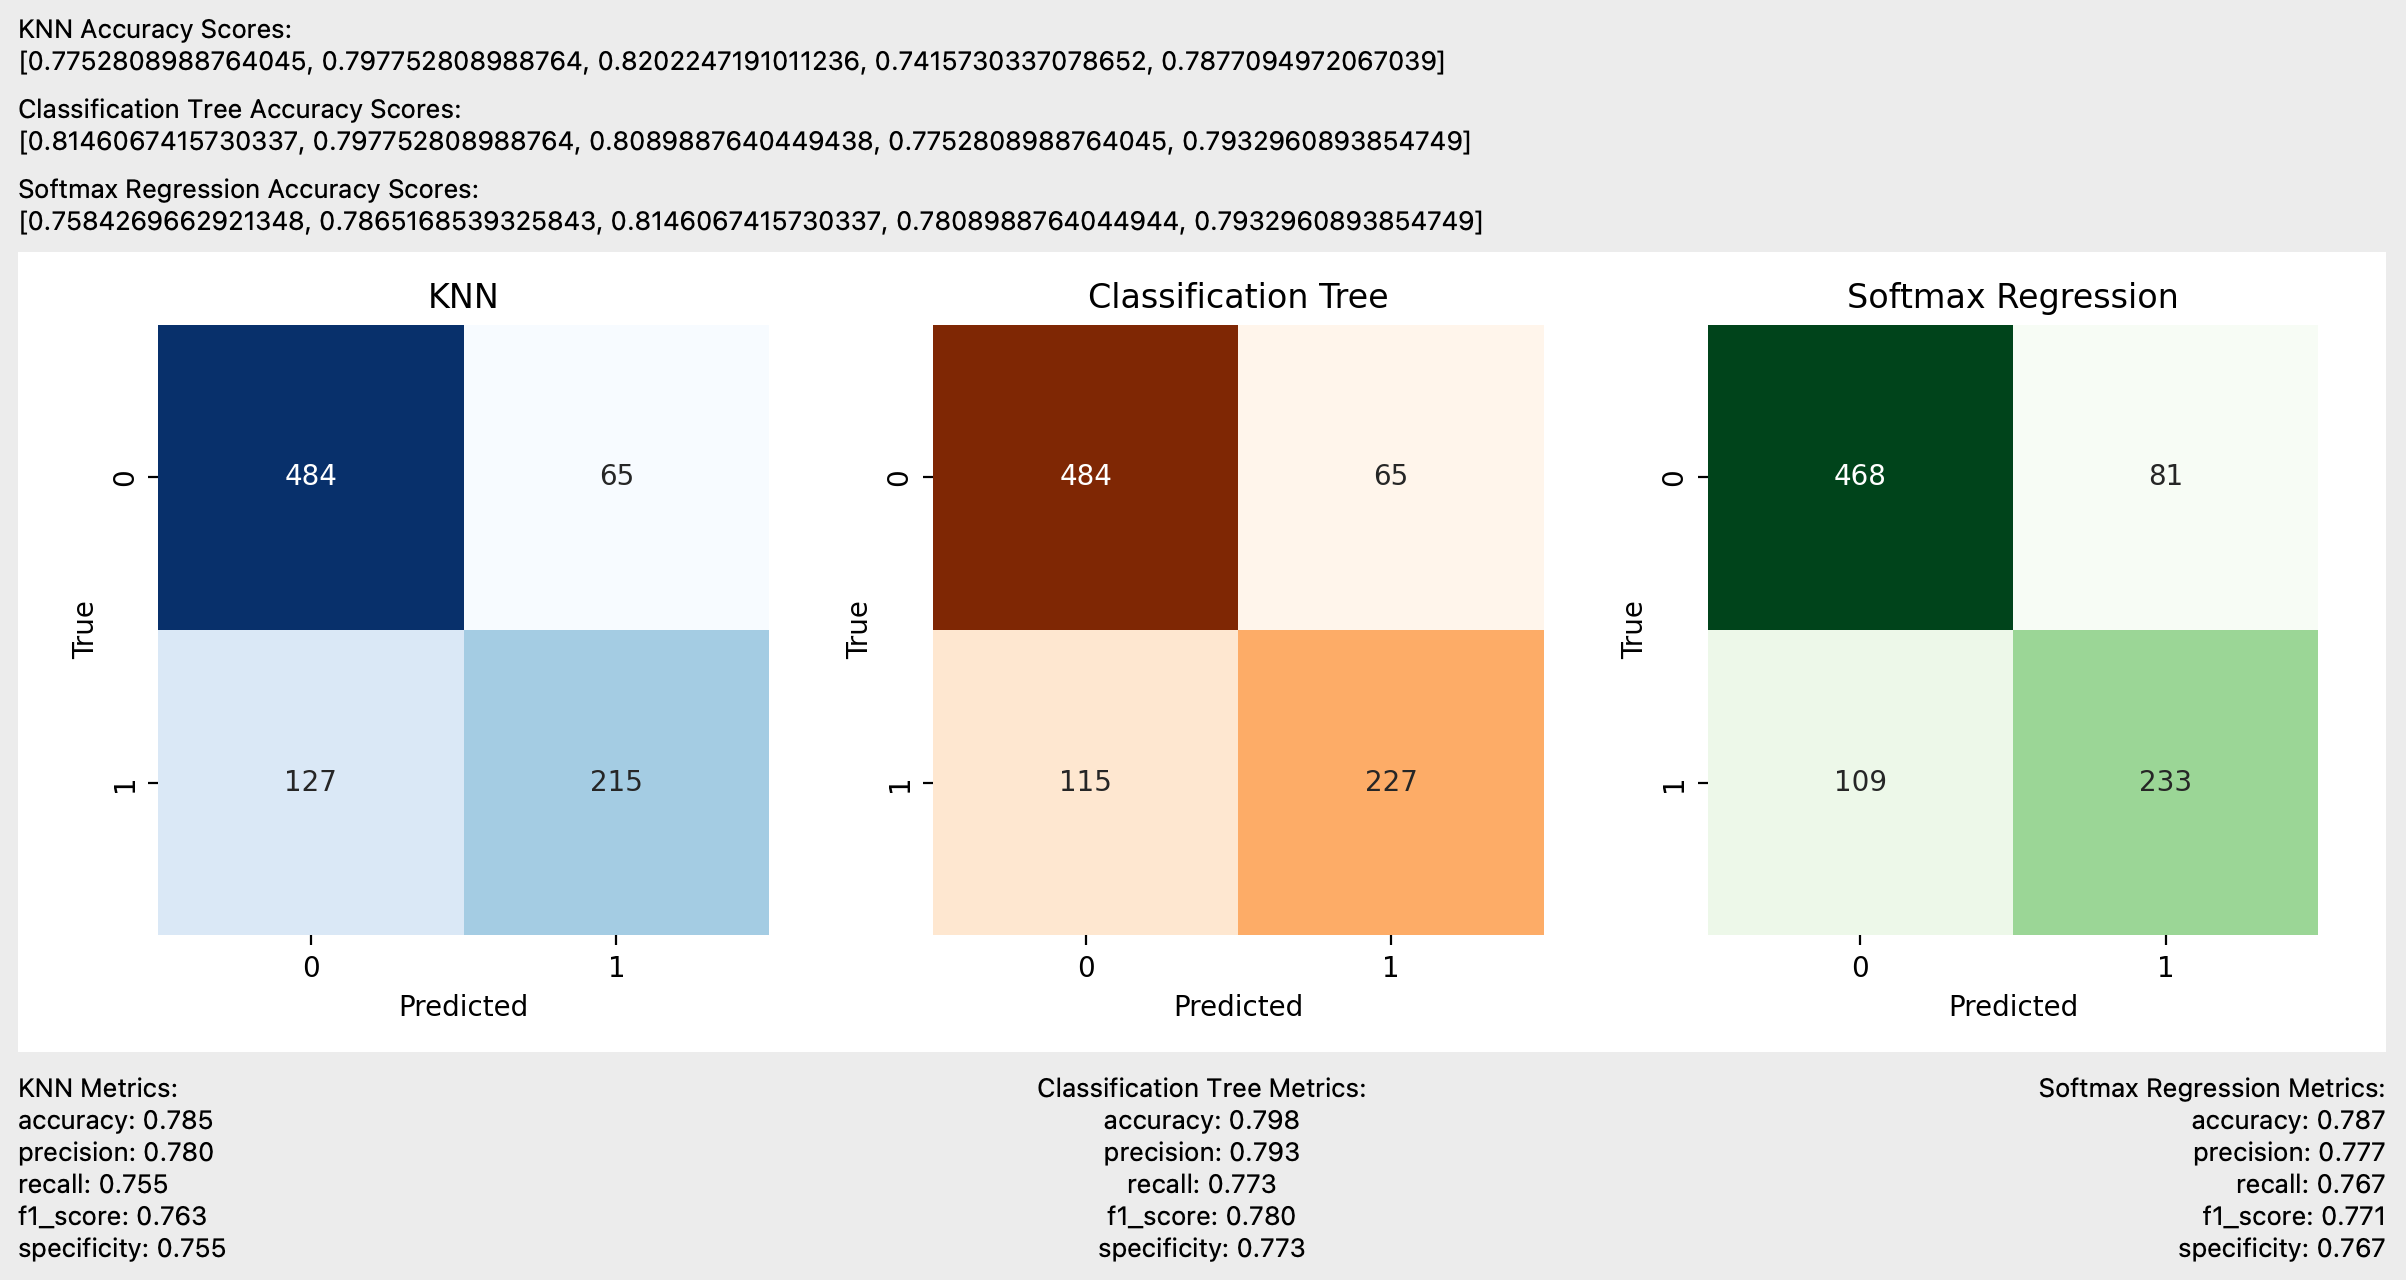 KNN Accuracy Scores:
[0.7752808988764045, 0.797752808988764, 0.8202247191011236, 0.7415730337078652, 0.7877094972067039]
Classification Tree Accuracy Scores:
[0.8146067415730337, 0.797752808988764, 0.8089887640449438, 0.7752808988764045, 0.7932960893854749]
Softmax Regression Accuracy Scores:
[0.7584269662921348, 0.7865168539325843, 0.8146067415730337, 0.7808988764044944, 0.7932960893854749]
KNN
0
484
65
True
1
127
215
0
1
Predicted
Classification Tree
0
484
65
True
1
115
227
0
1
Predicted
Softmax Regression
0
468
81
True
1
109
233
0
1
Predicted
KNN Metrics:
accuracy: 0.785
precision: 0.780
recall: 0.755
f1_score: 0.763
specificity: 0.755
Classification Tree Metrics:
accuracy: 0.798
precision: 0.793
recall: 0.773
f1_score: 0.780
specificity: 0.773
Softmax Regression Metrics:
accuracy: 0.787
precision: 0.777
recall: 0.767
f1_score: 0.771
specificity: 0.767